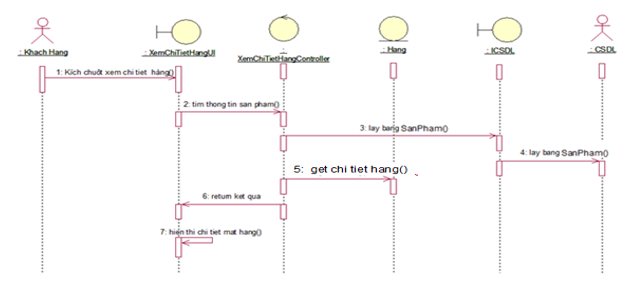 : Khach Hang
: XemChiTietHangUI
:
XemChiTietHangController
: Hang
: ICSDL
: CSDL
1: Kích chuột xem chi tiet hàng()
2: tim thong tin san pham()
3: lay bang SanPham()
4: lay bang SanPham()
5: get chi tiet hang()
6: return ket qua
7: hien thi chi tiet mat hang()